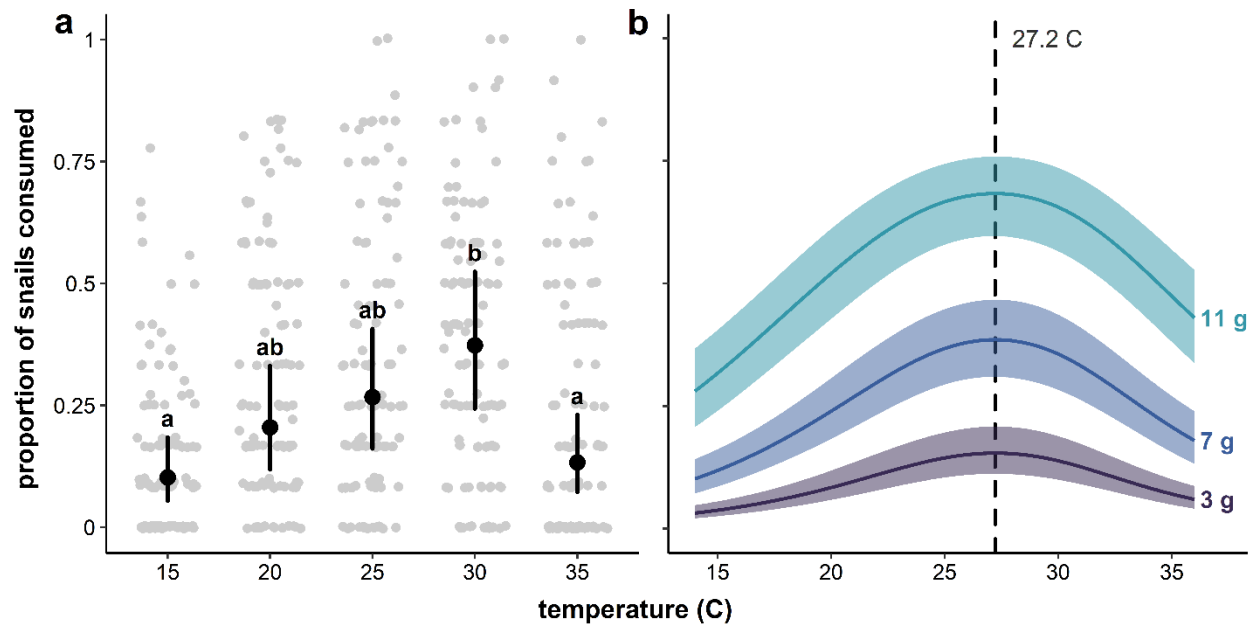 a
b
27.2 C
1
0.75
0.5
0.25
0
proportion of snails consumed
a
ab
ab
b
a
11 g
7 g
3 g
15
20
25
30
35
15
20
25
30
35
temperature (C)